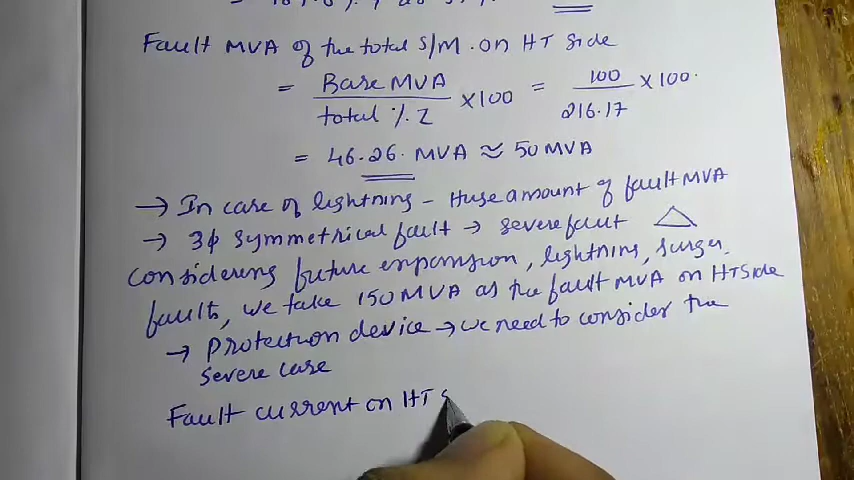 Fault MVA of the total S/M. on HT side
= Base MVA / total %Z × 100 = 100 / 216.17 × 100.
= 46.26. MVA ≈ 50 MVA
→ In case of lightning - Huge amount of fault MVA
→ 3ϕ symmetrical fault → severe fault
Considering future expansion, lightning, surges
faults, we take 150 MVA as the fault MVA on HT side
→ Protection device → we need to consider the
severe case
Fault current on HT S